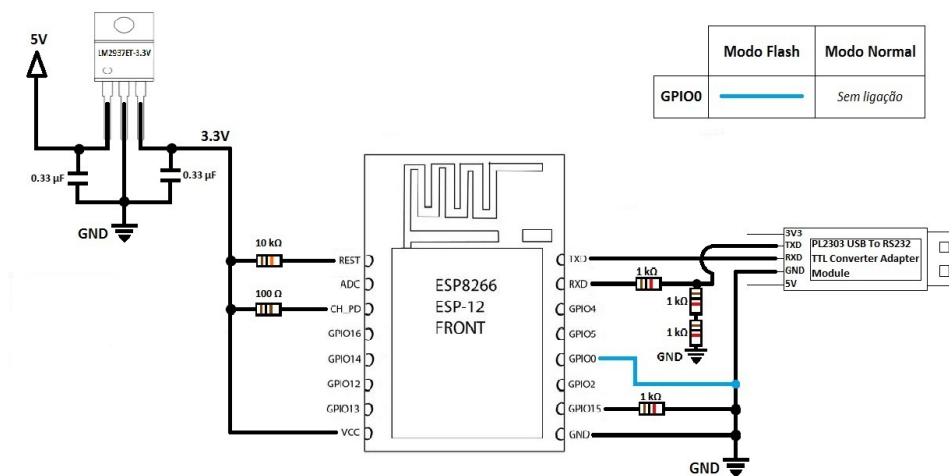 5V
LM2937ET-3.3V
3.3V
0.33 µF
0.33 µF
GND
Modo Flash
Modo Normal
GPIO0
Sem ligação
10 kΩ
100 Ω
REST
ADC
CH_PD
GPIO16
GPIO14
GPIO12
GPIO13
VCC
ESP8266
ESP-12
FRONT
TXD
RXD
GPIO4
GPIO5
GPIO0
GPIO2
GPIO15
GND
1 kΩ
1 kΩ
1 kΩ
GND
1 kΩ
GND
3V3
TXD
RXD
GND
5V
PL2303 USB To RS232
TTL Converter Adapter
Module